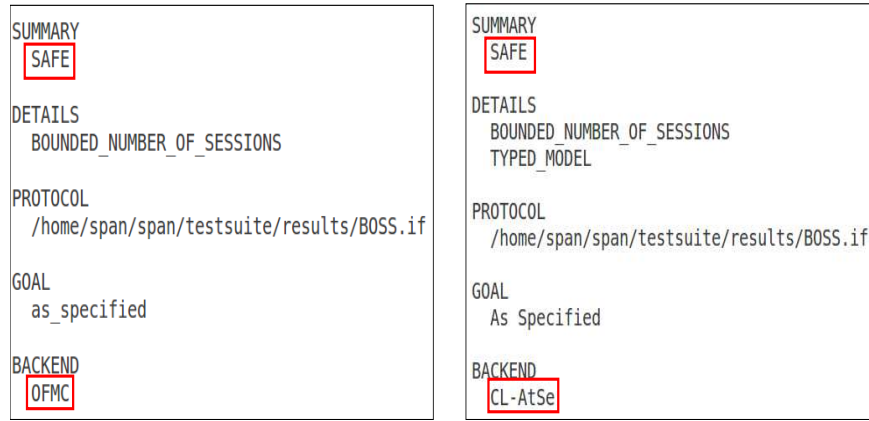 SUMMARY
SAFE
DETAILS
BOUNDED_NUMBER_OF_SESSIONS
PROTOCOL
/home/span/span/testsuite/results/BOSS.if
GOAL
as_specified
BACKEND
OFMC
SUMMARY
SAFE
DETAILS
BOUNDED_NUMBER_OF_SESSIONS
TYPED_MODEL
PROTOCOL
/home/span/span/testsuite/results/BOSS.if
GOAL
As Specified
BACKEND
CL-AtSe